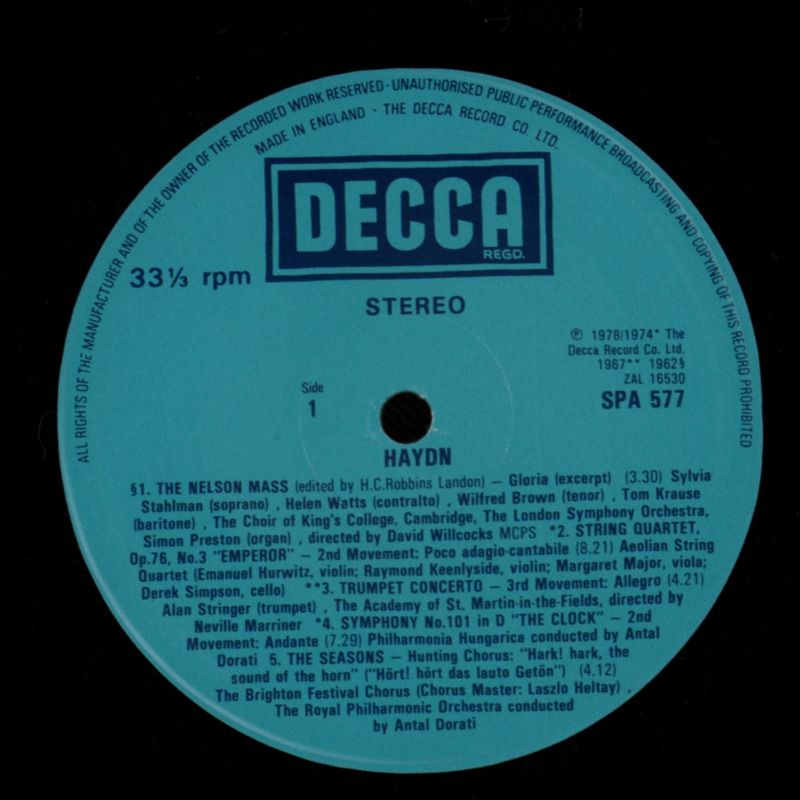 ALL RIGHTS OF THE MANUFACTURER AND OF THE OWNER OF THE RECORDED WORK RESERVED · UNAUTHORISED PUBLIC PERFORMANCE BROADCASTING AND COPYING OF THIS RECORD PROHIBITED
MADE IN ENGLAND · THE DECCA RECORD CO. LTD.
DECCA
REGD.
33⅓ rpm
STEREO
℗ 1978/1974* The
Decca Record Co. Ltd.
1967** 1962§
ZAL 16530
SPA 577
Side
1
HAYDN
§1. THE NELSON MASS (edited by H.C.Robbins Landon) – Gloria (excerpt) (3.30) Sylvia
Stahlman (soprano) , Helen Watts (contralto) , Wilfred Brown (tenor) , Tom Krause
(baritone) , The Choir of King's College, Cambridge, The London Symphony Orchestra,
Simon Preston (organ) , directed by David Willcocks MCPS *2. STRING QUARTET,
Op.76, No.3 "EMPEROR" – 2nd Movement: Poco adagio-cantabile (8.21) Aeolian String
Quartet (Emanuel Hurwitz, violin; Raymond Keenlyside, violin; Margaret Major, viola;
Derek Simpson, cello) **3. TRUMPET CONCERTO – 3rd Movement: Allegro (4.21)
Alan Stringer (trumpet) , The Academy of St. Martin-in-the-Fields, directed by
Neville Marriner *4. SYMPHONY No.101 in D "THE CLOCK" – 2nd
Movement: Andante (7.29) Philharmonia Hungarica conducted by Antal
Dorati 5. THE SEASONS – Hunting Chorus: "Hark! hark, the
sound of the horn" ("Hört! hört das lauto Getön") (4.12)
The Brighton Festival Chorus (Chorus Master: Laszlo Heltay) ,
The Royal Philharmonic Orchestra conducted
by Antal Dorati